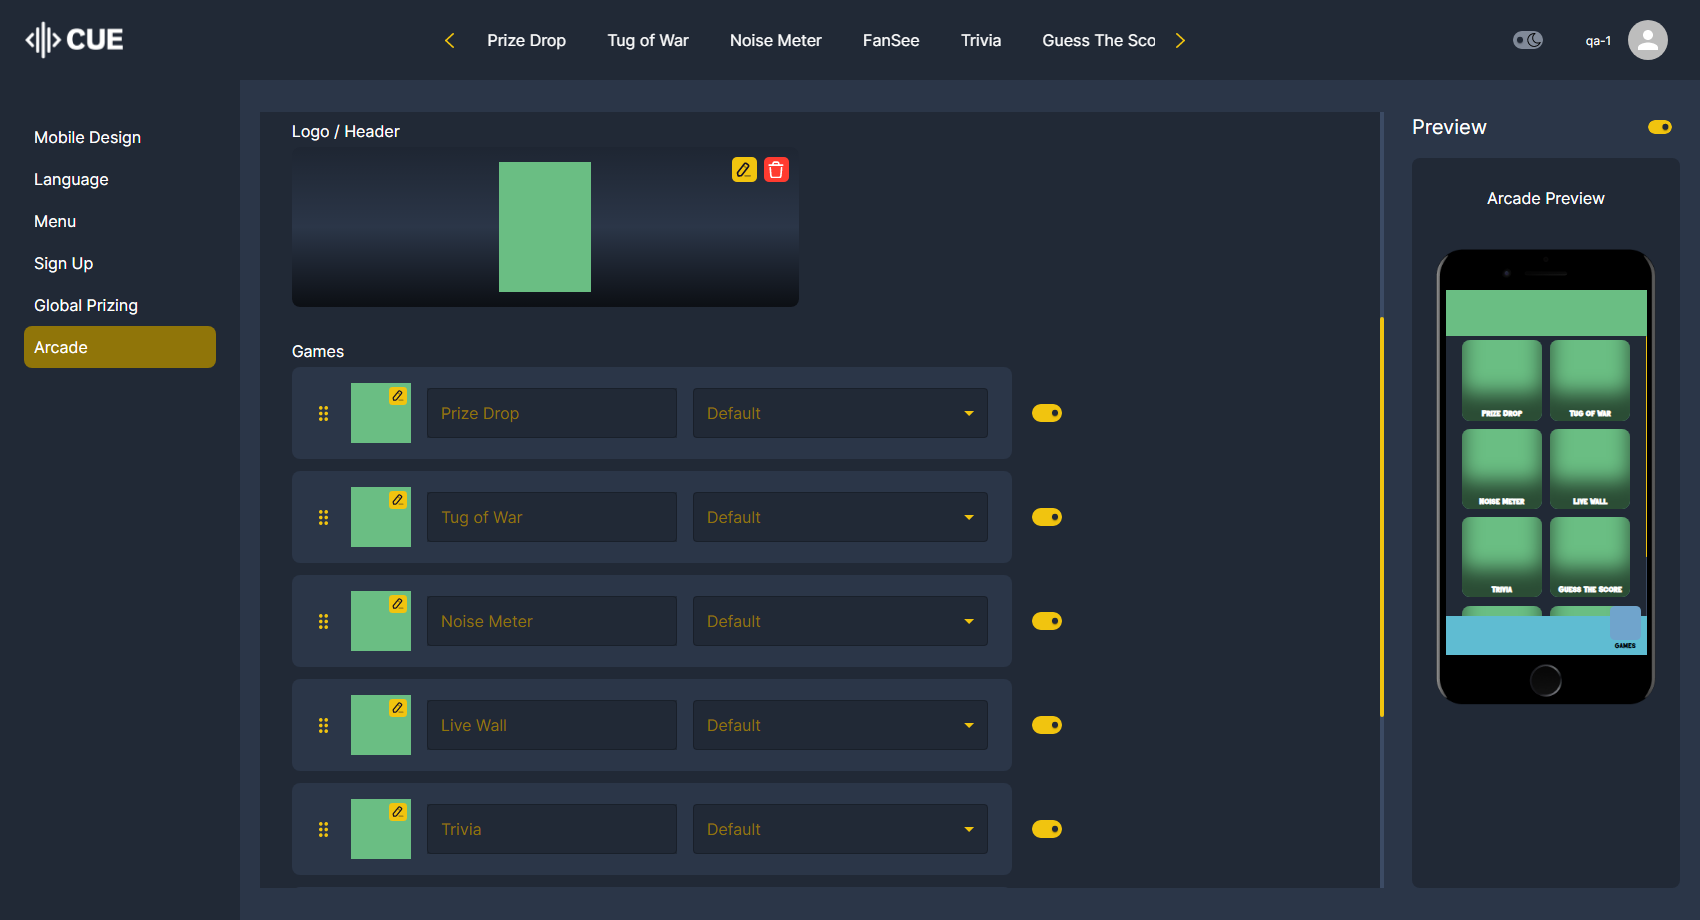 CUE
Prize Drop
Tug of War
Noise Meter
FanSee
Trivia
Guess The Sco
qa-1
Mobile Design
Language
Menu
Sign Up
Global Prizing
Arcade
Logo / Header
Games
Prize Drop
Default
Tug of War
Default
Noise Meter
Default
Live Wall
Default
Trivia
Default
Preview
Arcade Preview
Prize Drop
Tug of War
Noise Meter
Live Wall
Trivia
Guess The Score
GAMES